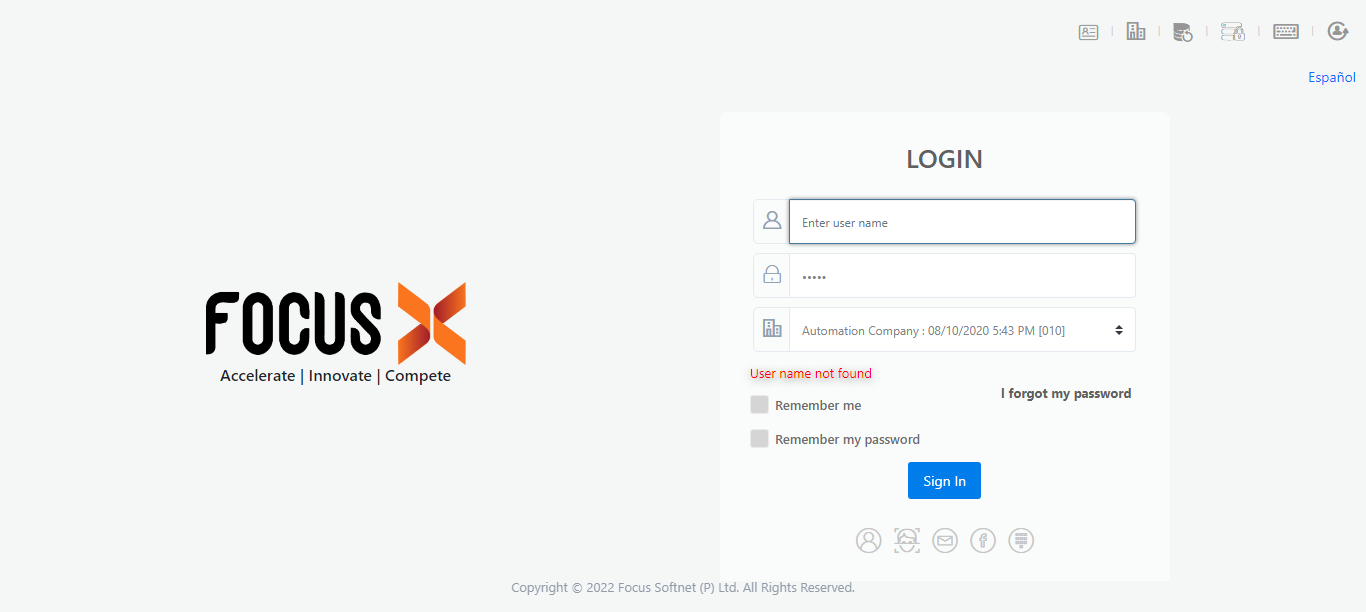 Español
LOGIN
Enter user name
•••••
Automation Company : 08/10/2020 5:43 PM [010]
FOCUS X
Accelerate | Innovate | Compete
User name not found
I forgot my password
Remember me
Remember my password
Sign In
Copyright © 2022 Focus Softnet (P) Ltd. All Rights Reserved.